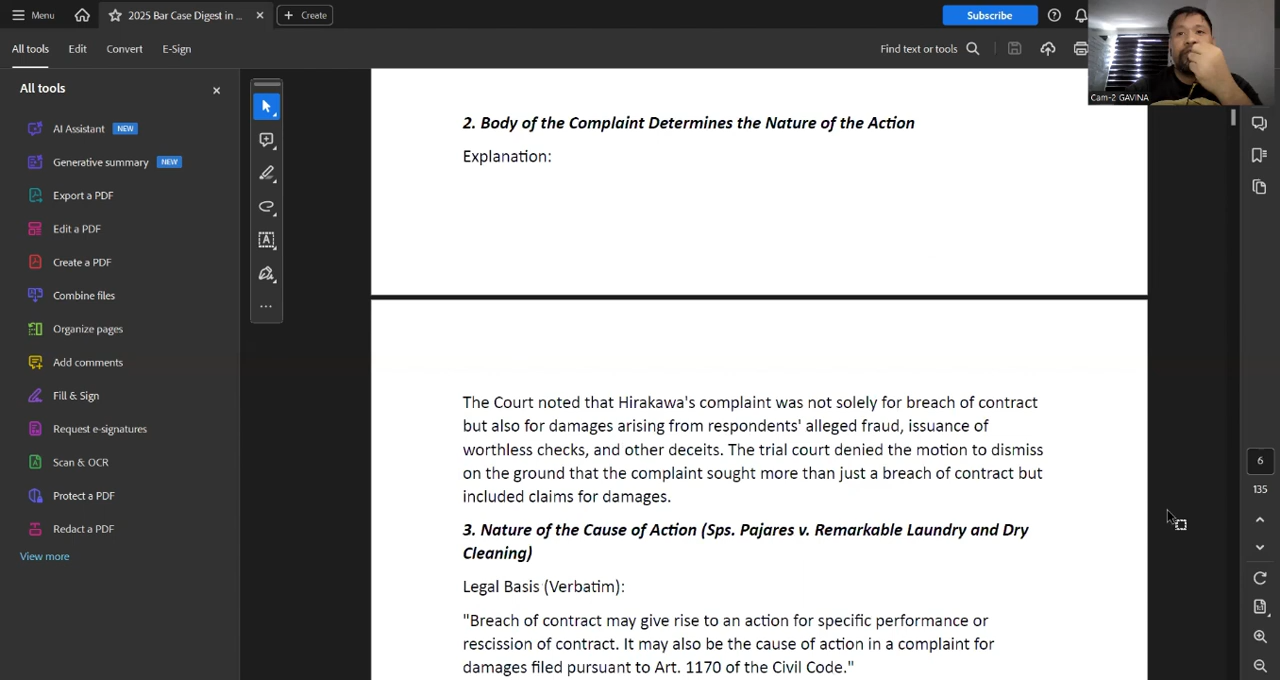 Menu
2025 Bar Case Digest in ...
Create
Subscribe
All tools
Edit
Convert
E-Sign
Find text or tools
Cam-2 GAVINA
All tools
AI Assistant NEW
Generative summary NEW
Export a PDF
Edit a PDF
Create a PDF
Combine files
Organize pages
Add comments
Fill & Sign
Request e-signatures
Scan & OCR
Protect a PDF
Redact a PDF
View more
2. Body of the Complaint Determines the Nature of the Action
Explanation:
The Court noted that Hirakawa's complaint was not solely for breach of contract
but also for damages arising from respondents' alleged fraud, issuance of
worthless checks, and other deceits. The trial court denied the motion to dismiss
on the ground that the complaint sought more than just a breach of contract but
included claims for damages.
3. Nature of the Cause of Action (Sps. Pajares v. Remarkable Laundry and Dry
Cleaning)
Legal Basis (Verbatim):
"Breach of contract may give rise to an action for specific performance or
rescission of contract. It may also be the cause of action in a complaint for
damages filed pursuant to Art. 1170 of the Civil Code."
6
135